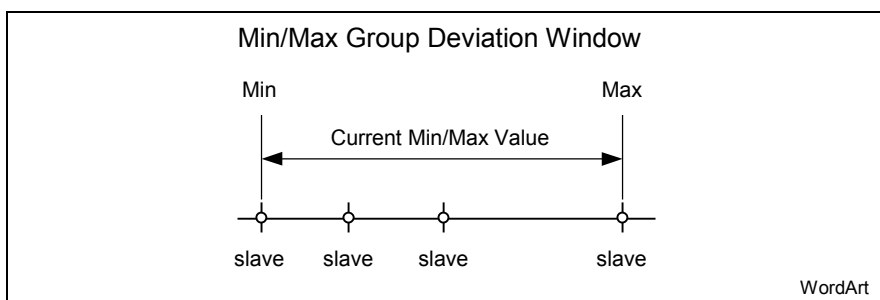 Min/Max Group Deviation Window
Min Max
Current Min/Max Value
slave slave slave slave
WordArt